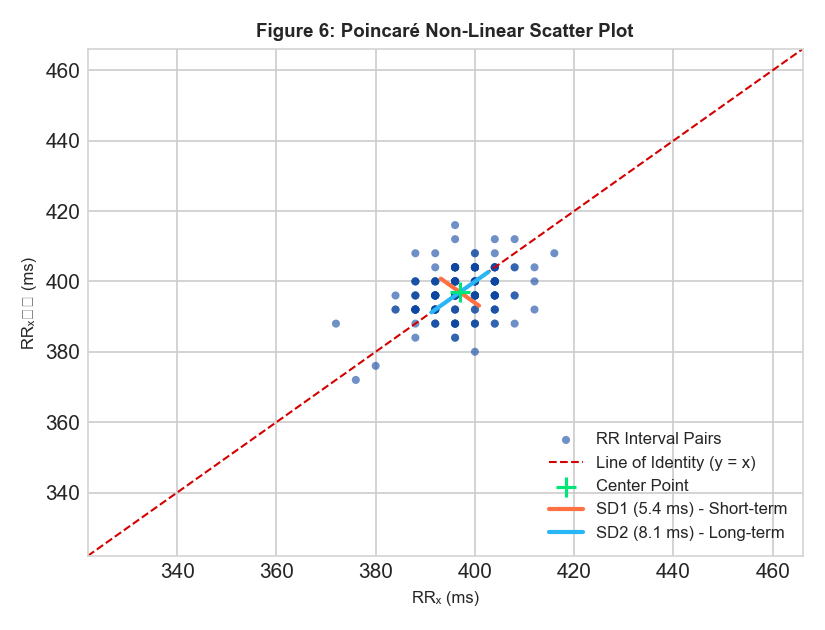 Figure 6: Poincaré Non-Linear Scatter Plot
460
440
420
400
380
360
340
RRₓ▯▯ (ms)
340
360
380
400
420
440
460
RRₓ (ms)
RR Interval Pairs
Line of Identity (y = x)
Center Point
SD1 (5.4 ms) - Short-term
SD2 (8.1 ms) - Long-term